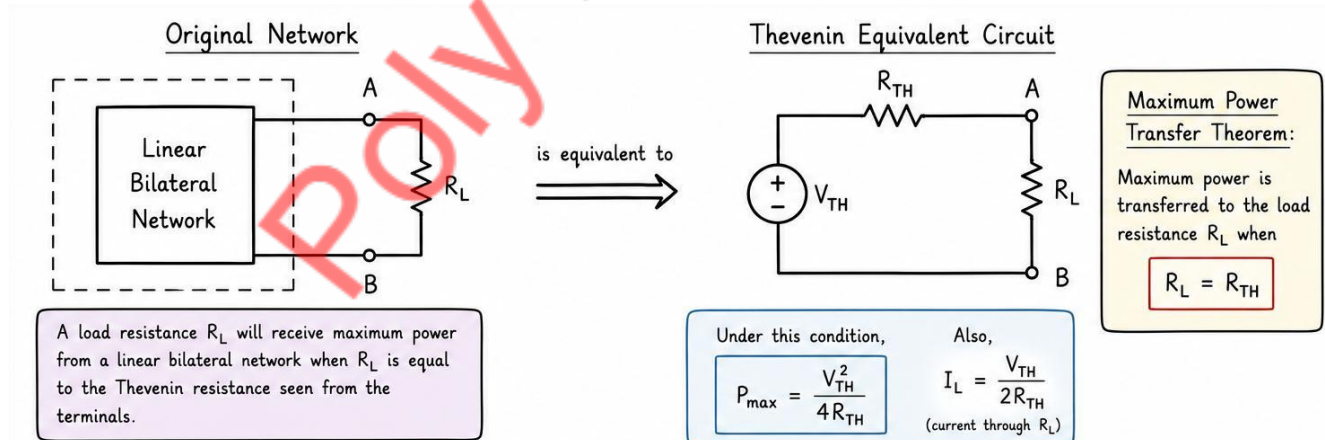 Original Network
Linear
Bilateral
Network
A
R_L
B
Poly
is equivalent to
Thevenin Equivalent Circuit
R_TH
A
+
−
V_TH
R_L
B
Maximum Power
Transfer Theorem:
Maximum power is
transferred to the load
resistance R_L when
R_L = R_TH
A load resistance R_L will receive maximum power
from a linear bilateral network when R_L is equal
to the Thevenin resistance seen from the
terminals.
Under this condition,
P_max = V_TH² / 4R_TH
Also,
I_L = V_TH / 2R_TH
(current through R_L)